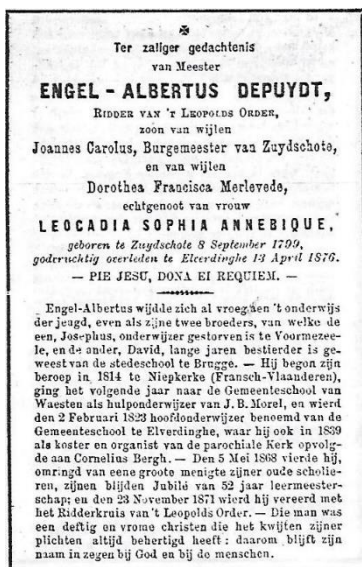 ✠
Ter zaliger gedachtenis
van Meester
ENGEL - ALBERTUS DEPUYDT,
RIDDER VAN 'T LEOPOLDS ORDER,
zoon van wijlen
Joannes Carolus, Burgemeester van Zuydschote,
en van wijlen
Dorothea Francisca Merlevede,
echtgenoot van vrouw
LEOCADIA SOPHIA ANNEBIQUE,
geboren te Zuydschote 8 September 1799,
godvruchtig overleden te Elverdinghe 13 April 1876.
— PIE JESU, DONA EI REQUIEM. —
Engel-Albertus wijdde zich al vroeg aen 't onderwijs
der jeugd, even als zijne twee broeders, van welke de
een, Josephus, onderwijzer gestorven is te Voormezee-
le, en de ander, David, lange jaren bestierder is ge-
weest van de stedeschool te Brugge. — Hij begon zijn
beroep in 1814 te Niepkerke (Fransch-Vlaanderen),
ging het volgende jaar naar de Gemeenteschool van
Waesten als hulponderwijzer van J. B. Morel, en wierd
den 2 Februari 1823 hoofdonderwijzer benoemd van de
Gemeenteschool te Elverdinghe, waar hij ook in 1839
als koster en organist van de parochiale Kerk opvolg-
de aan Cornelius Bergh. — Den 5 Mei 1868 vierde hij,
omringd van eene groote menigte zijner oude scholie-
ren, zijnen blijden Jubilé van 52 jaar leermeester-
schap; en den 23 November 1871 wierd hij vereerd met
het Ridderkruis van 't Leopolds Order. — Die man was
een deftig en vrome christen die het kwijten zijner
plichten altijd behertigd heeft : daarom blijft zijn
naam in zegen bij God en bij de menschen.